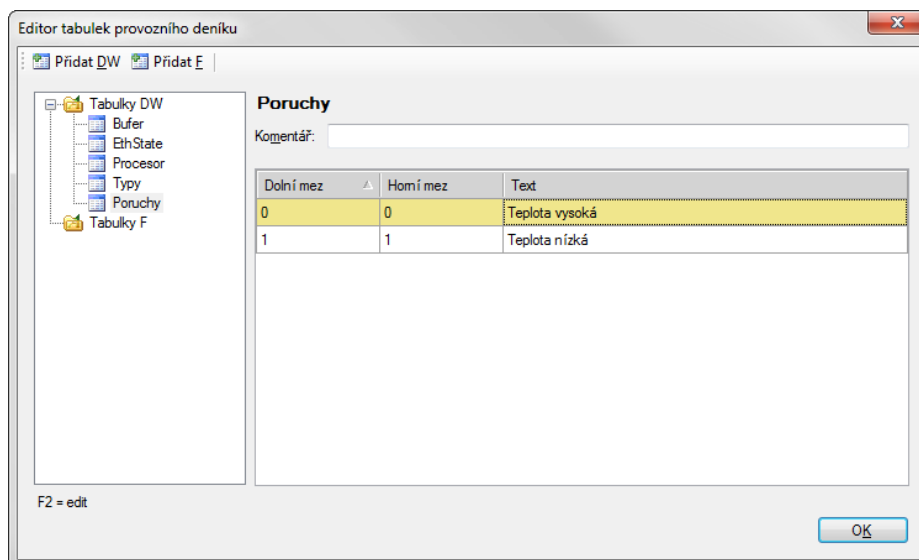 Editor tabulek provozního deníku
Přidat DW Přidat F
Tabulky DW
Bufer
EthState
Procesor
Typy
Poruchy
Tabulky F
Poruchy
Komentář:
Dolní mez Horní mez Text
0 0 Teplota vysoká
1 1 Teplota nízká
F2 = edit
OK